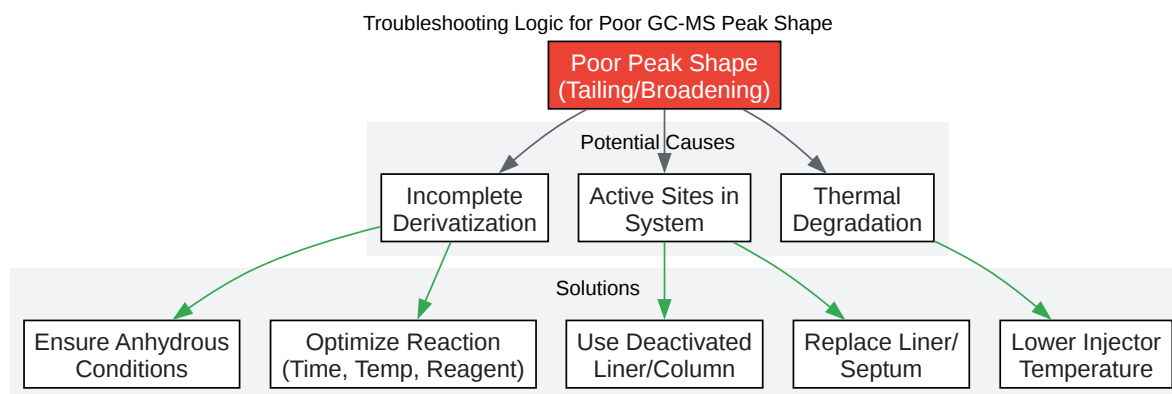 Troubleshooting Logic for Poor GC-MS Peak Shape
Poor Peak Shape
(Tailing/Broadening)
Potential Causes
Incomplete
Derivatization
Active Sites in
System
Thermal
Degradation
Solutions
Ensure Anhydrous
Conditions
Optimize Reaction
(Time, Temp, Reagent)
Use Deactivated
Liner/Column
Replace Liner/
Septum
Lower Injector
Temperature